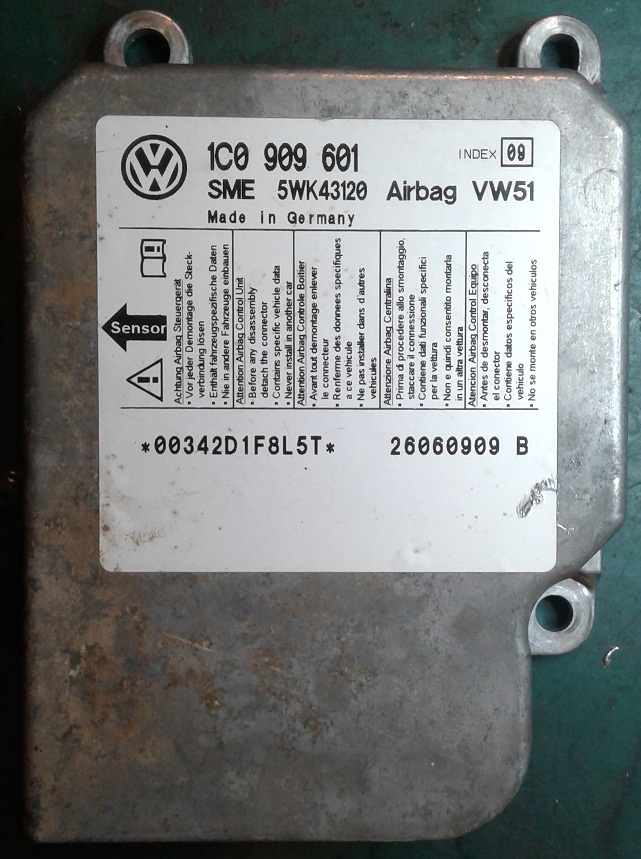 1C0 909 601
INDEX 09
SME 5WK43120 Airbag VW51
Made in Germany
Sensor
Achtung Airbag Steuergerät
• Vor jeder Demontage die Steck-
verbindung lösen
• Enthält fahrzeugspezifische Daten
• Nie in andere Fahrzeuge einbauen
Attention Airbag Control Unit
• Before any disassembly
detach the connector
• Contains specific vehicle data
• Never install in another car
Attention Airbag Controle Boitier
• Avant tout demontage enlever
le connecteur
• Renferme des donnees specifiques
a ce vehicule
• Ne pas installer dans d'autres
vehicules
Attenzione Airbag Centralina
• Prima di procedere allo smontaggio,
staccare il connessione
• Contiene dati funzionali specifici
per la vettura
• Non e quindi consentito montarla
in un altra vettura
Atencion Airbag Control Equipo
• Antes de desmontar, desconecta
el conector
• Contiene datos específicos del
vehículo
• No se monte en otros vehículos
*00342D1F8L5T* 26060909 B